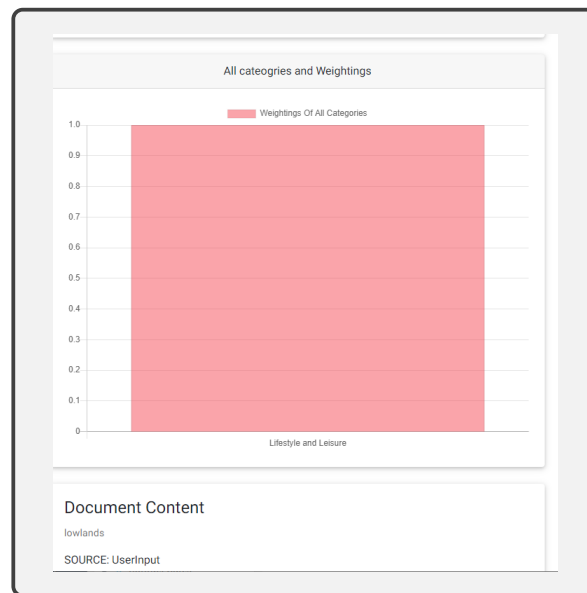 All cateogries and Weightings
Weightings Of All Categories
1.0
0.9
0.8
0.7
0.6
0.5
0.4
0.3
0.2
0.1
0
Lifestyle and Leisure
Document Content
lowlands
SOURCE: UserInput